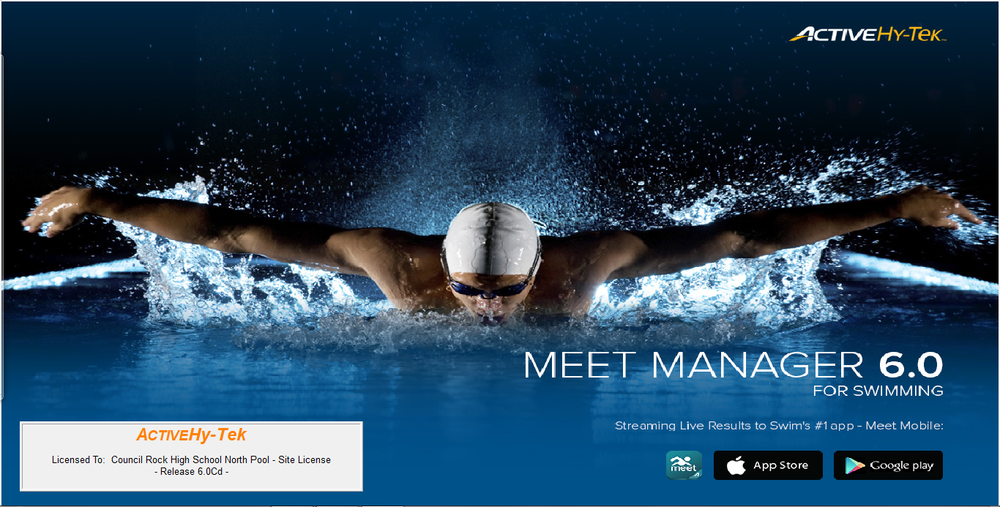 ACTIVEHY-TEK
MEET MANAGER 6.0
FOR SWIMMING
Streaming Live Results to Swim's #1 app - Meet Mobile:
meet
App Store
Google play
ACTIVEHy-Tek
Licensed To: Council Rock High School North Pool - Site License
- Release 6.0Cd -